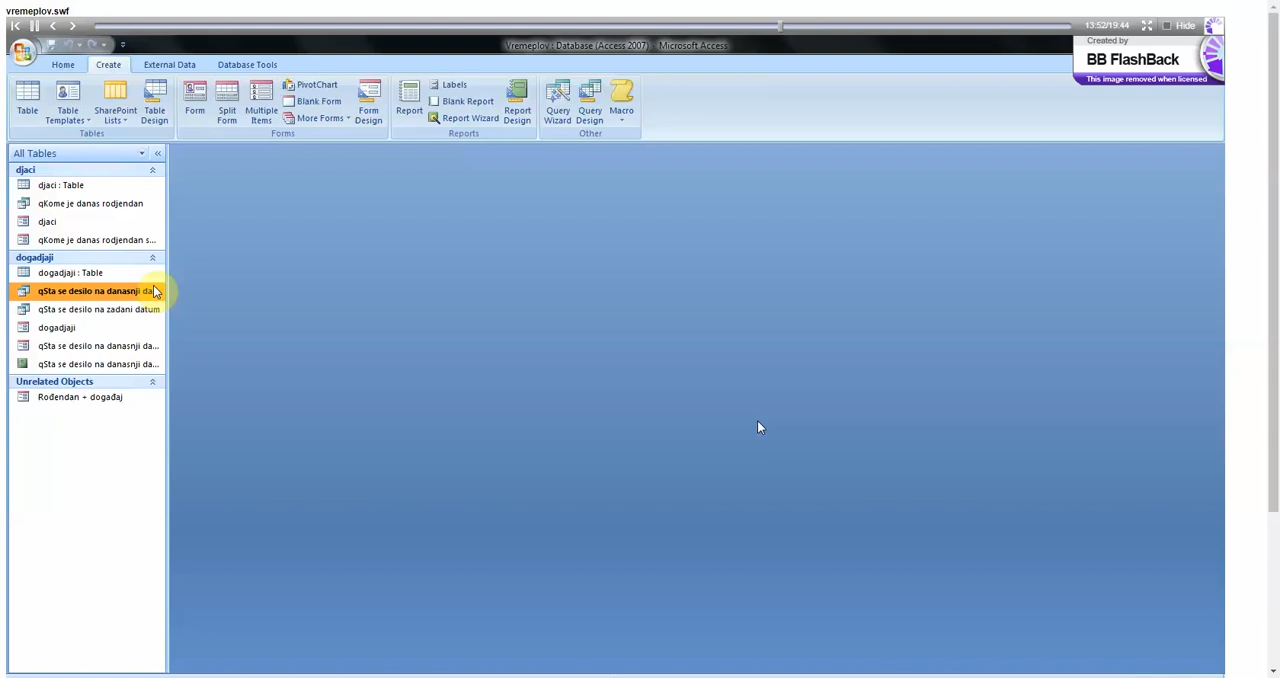 vremeplov.swf
13:52/19:44 Hide
Vremeplov : Database (Access 2007) - Microsoft Access
Created by
BB FlashBack
This image removed when licensed
Home Create External Data Database Tools
Table
Table Templates
SharePoint Lists
Table Design
Tables
Form
Split Form
Multiple Items
PivotChart
Blank Form
More Forms
Form Design
Forms
Report
Labels
Blank Report
Report Wizard
Report Design
Reports
Query Wizard
Query Design
Macro
Other
All Tables
djaci
djaci : Table
qKome je danas rodjendan
djaci
qKome je danas rodjendan s...
dogadjaji
dogadjaji : Table
qSta se desilo na danasnji da
qSta se desilo na zadani datum
dogadjaji
qSta se desilo na danasnji da...
qSta se desilo na danasnji da...
Unrelated Objects
Rođendan + događaj